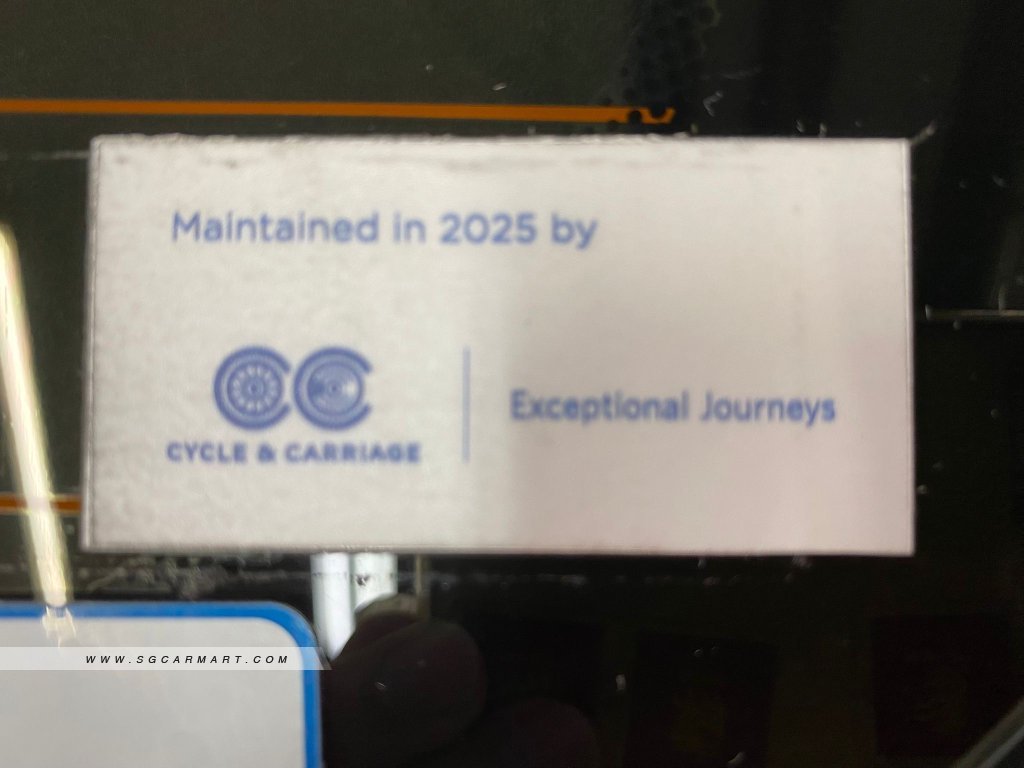 Maintained in 2025 by
CYCLE & CARRIAGE
Exceptional Journeys
WWW.SGCARMART.COM